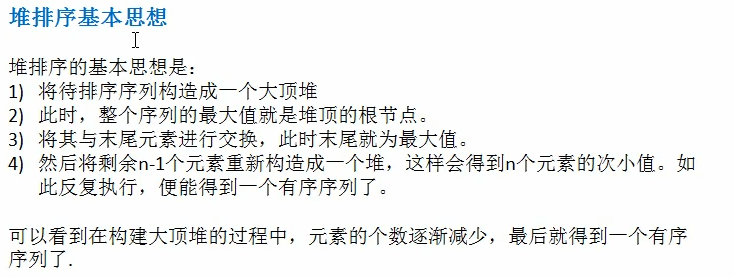 堆排序基本思想
堆排序的基本思想是：
1) 将待排序序列构造成一个大顶堆
2) 此时，整个序列的最大值就是堆顶的根节点。
3) 将其与末尾元素进行交换，此时末尾就为最大值。
4) 然后将剩余n-1个元素重新构造成一个堆，这样会得到n个元素的次小值。如
此反复执行，便能得到一个有序序列了。
可以看到在构建大顶堆的过程中，元素的个数逐渐减少，最后就得到一个有序
序列了.